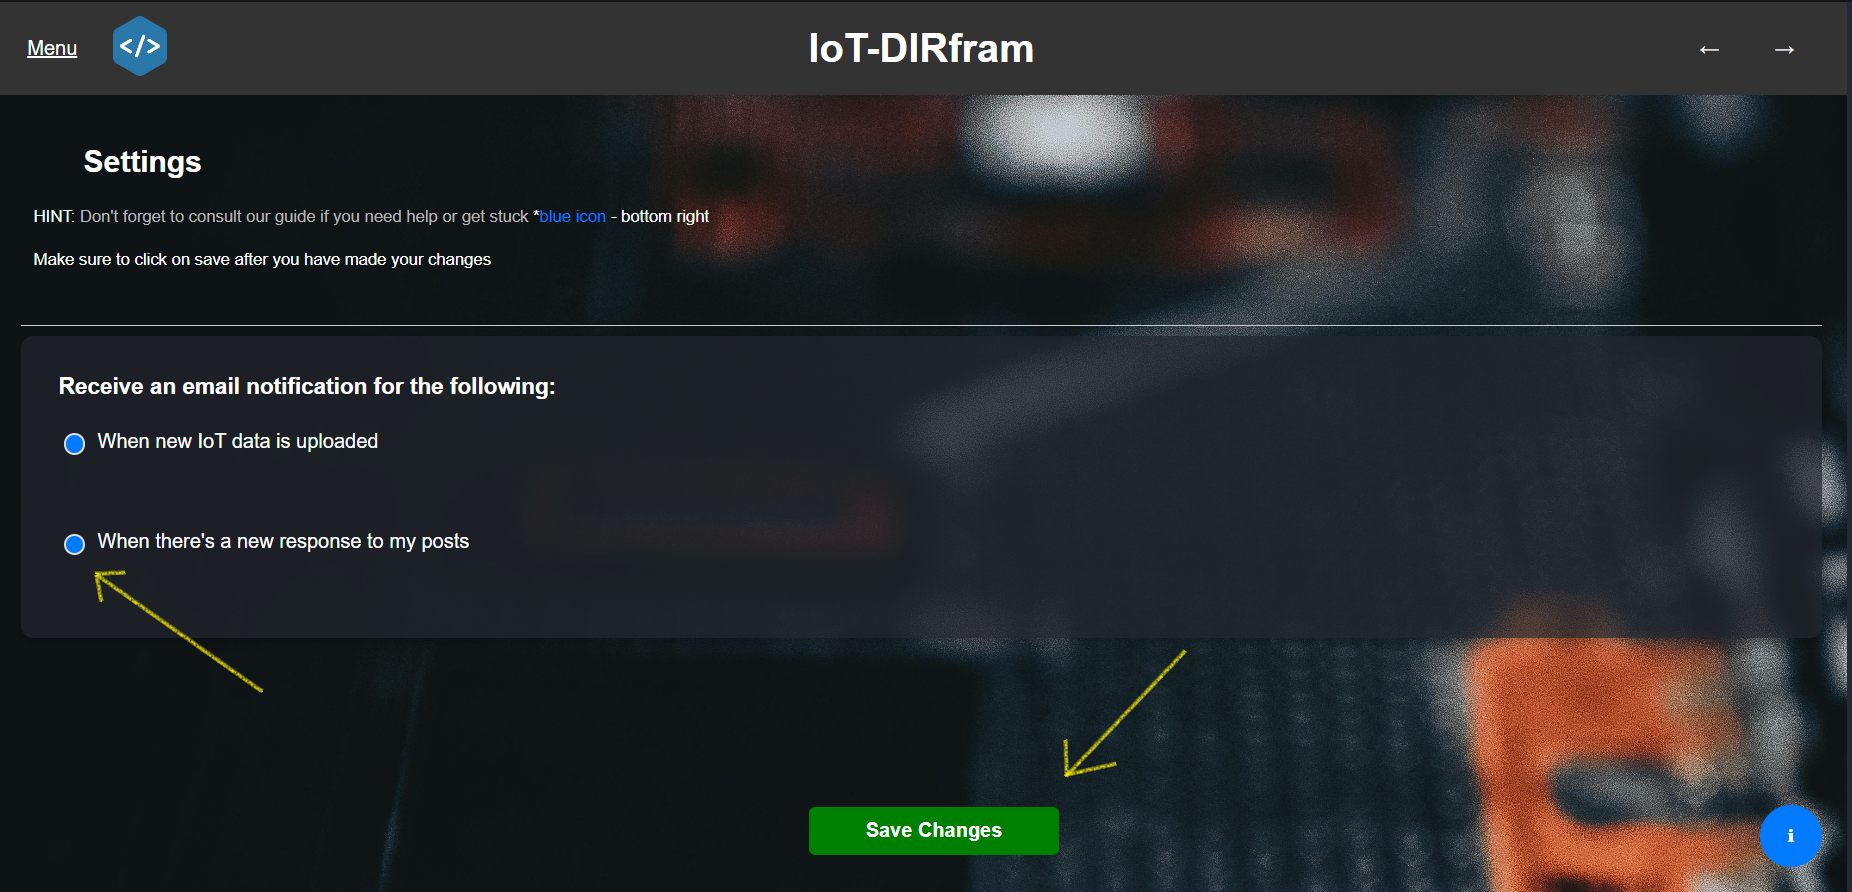 Menu
</>
IoT-DIRfram
← →
Settings
HINT: Don't forget to consult our guide if you need help or get stuck *blue icon - bottom right
Make sure to click on save after you have made your changes
Receive an email notification for the following:
When new IoT data is uploaded
When there's a new response to my posts
Save Changes
i